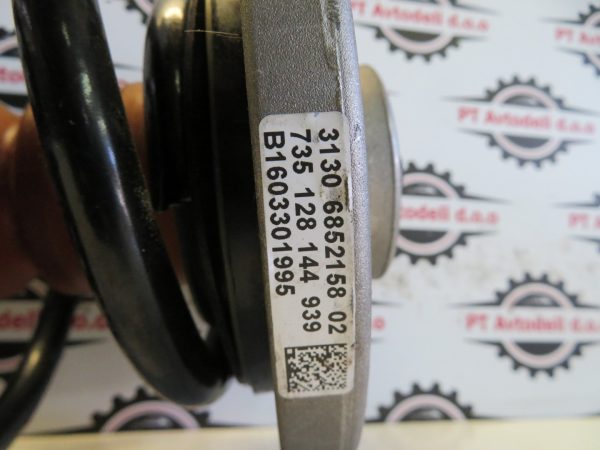 3130 6852158 02
735 128 144 939
B1603301995
PT Avtodeli d.o.o
PT Avtodeli d.o.o
PT Avtodeli d.o.o
PT Avtodeli d.o.o